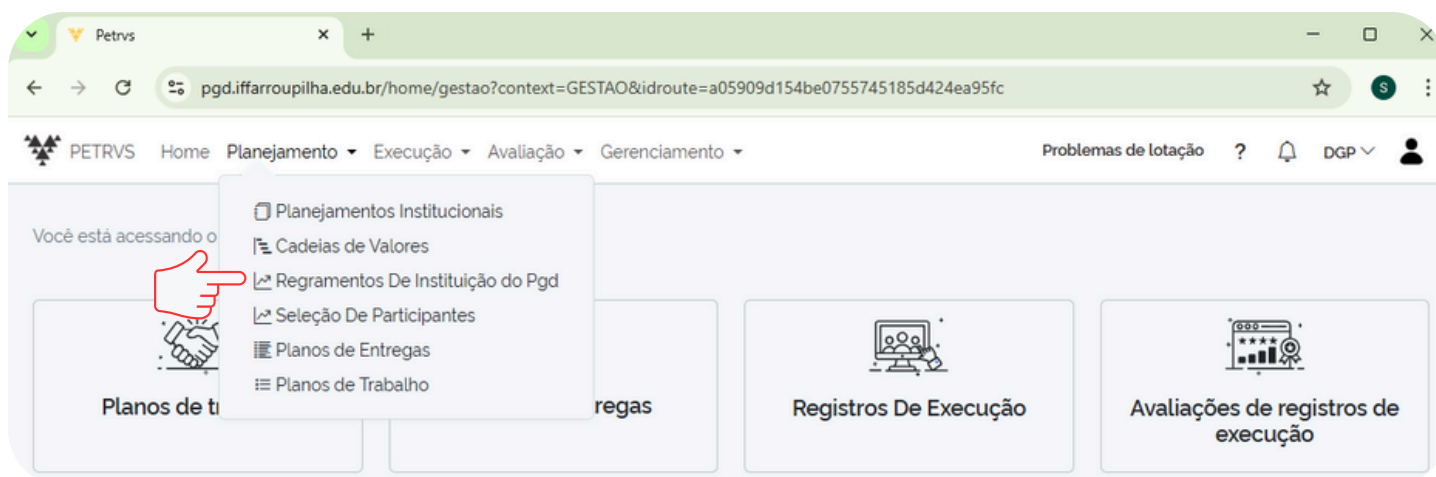 Petrvs
pgd.iffarroupilha.edu.br/home/gestao?context=GESTAO&idroute=a05909d154be0755745185d424ea95fc
S
PETRVS Home Planejamento Execução Avaliação Gerenciamento Problemas de lotação ? DGP
Planejamentos Institucionais
Você está acessando o
Cadeias de Valores
Regramentos De Instituição do Pgd
Seleção De Participantes
Planos de Entregas
Planos de Trabalho
Planos de tr regas Registros De Execução Avaliações de registros de
execução